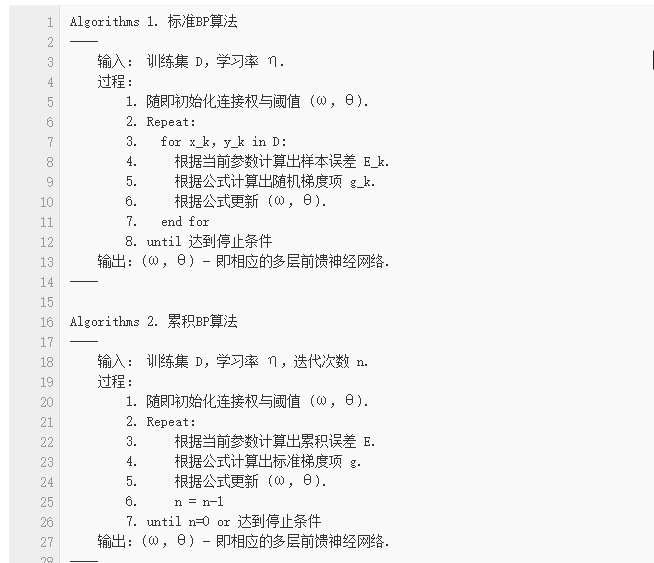 1 Algorithms 1. 标准BP算法
2 ——
3 输入： 训练集 D，学习率 η.
4 过程：
5 1. 随即初始化连接权与阈值 (ω, θ).
6 2. Repeat:
7 3. for x_k, y_k in D:
8 4. 根据当前参数计算出样本误差 E_k.
9 5. 根据公式计算出随机梯度项 g_k.
10 6. 根据公式更新 (ω, θ).
11 7. end for
12 8. until 达到停止条件
13 输出：(ω, θ) - 即相应的多层前馈神经网络.
14 ——
15
16 Algorithms 2. 累积BP算法
17 ——
18 输入： 训练集 D，学习率 η，迭代次数 n.
19 过程：
20 1. 随即初始化连接权与阈值 (ω, θ).
21 2. Repeat:
22 3. 根据当前参数计算出累积误差 E.
23 4. 根据公式计算出标准梯度项 g.
24 5. 根据公式更新 (ω, θ).
25 6. n = n-1
26 7. until n=0 or 达到停止条件
27 输出：(ω, θ) - 即相应的多层前馈神经网络.
28 ——